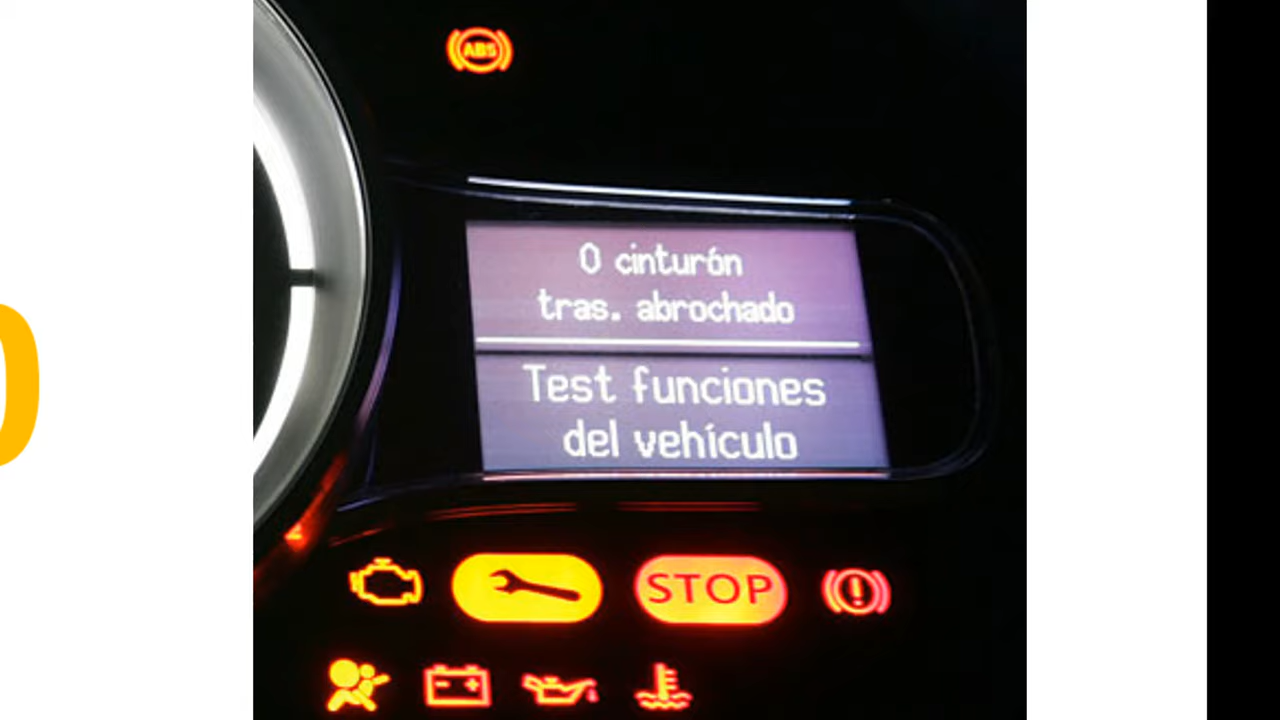 ABS
0 cinturón
tras. abrochado
Test funciones
del vehículo
STOP